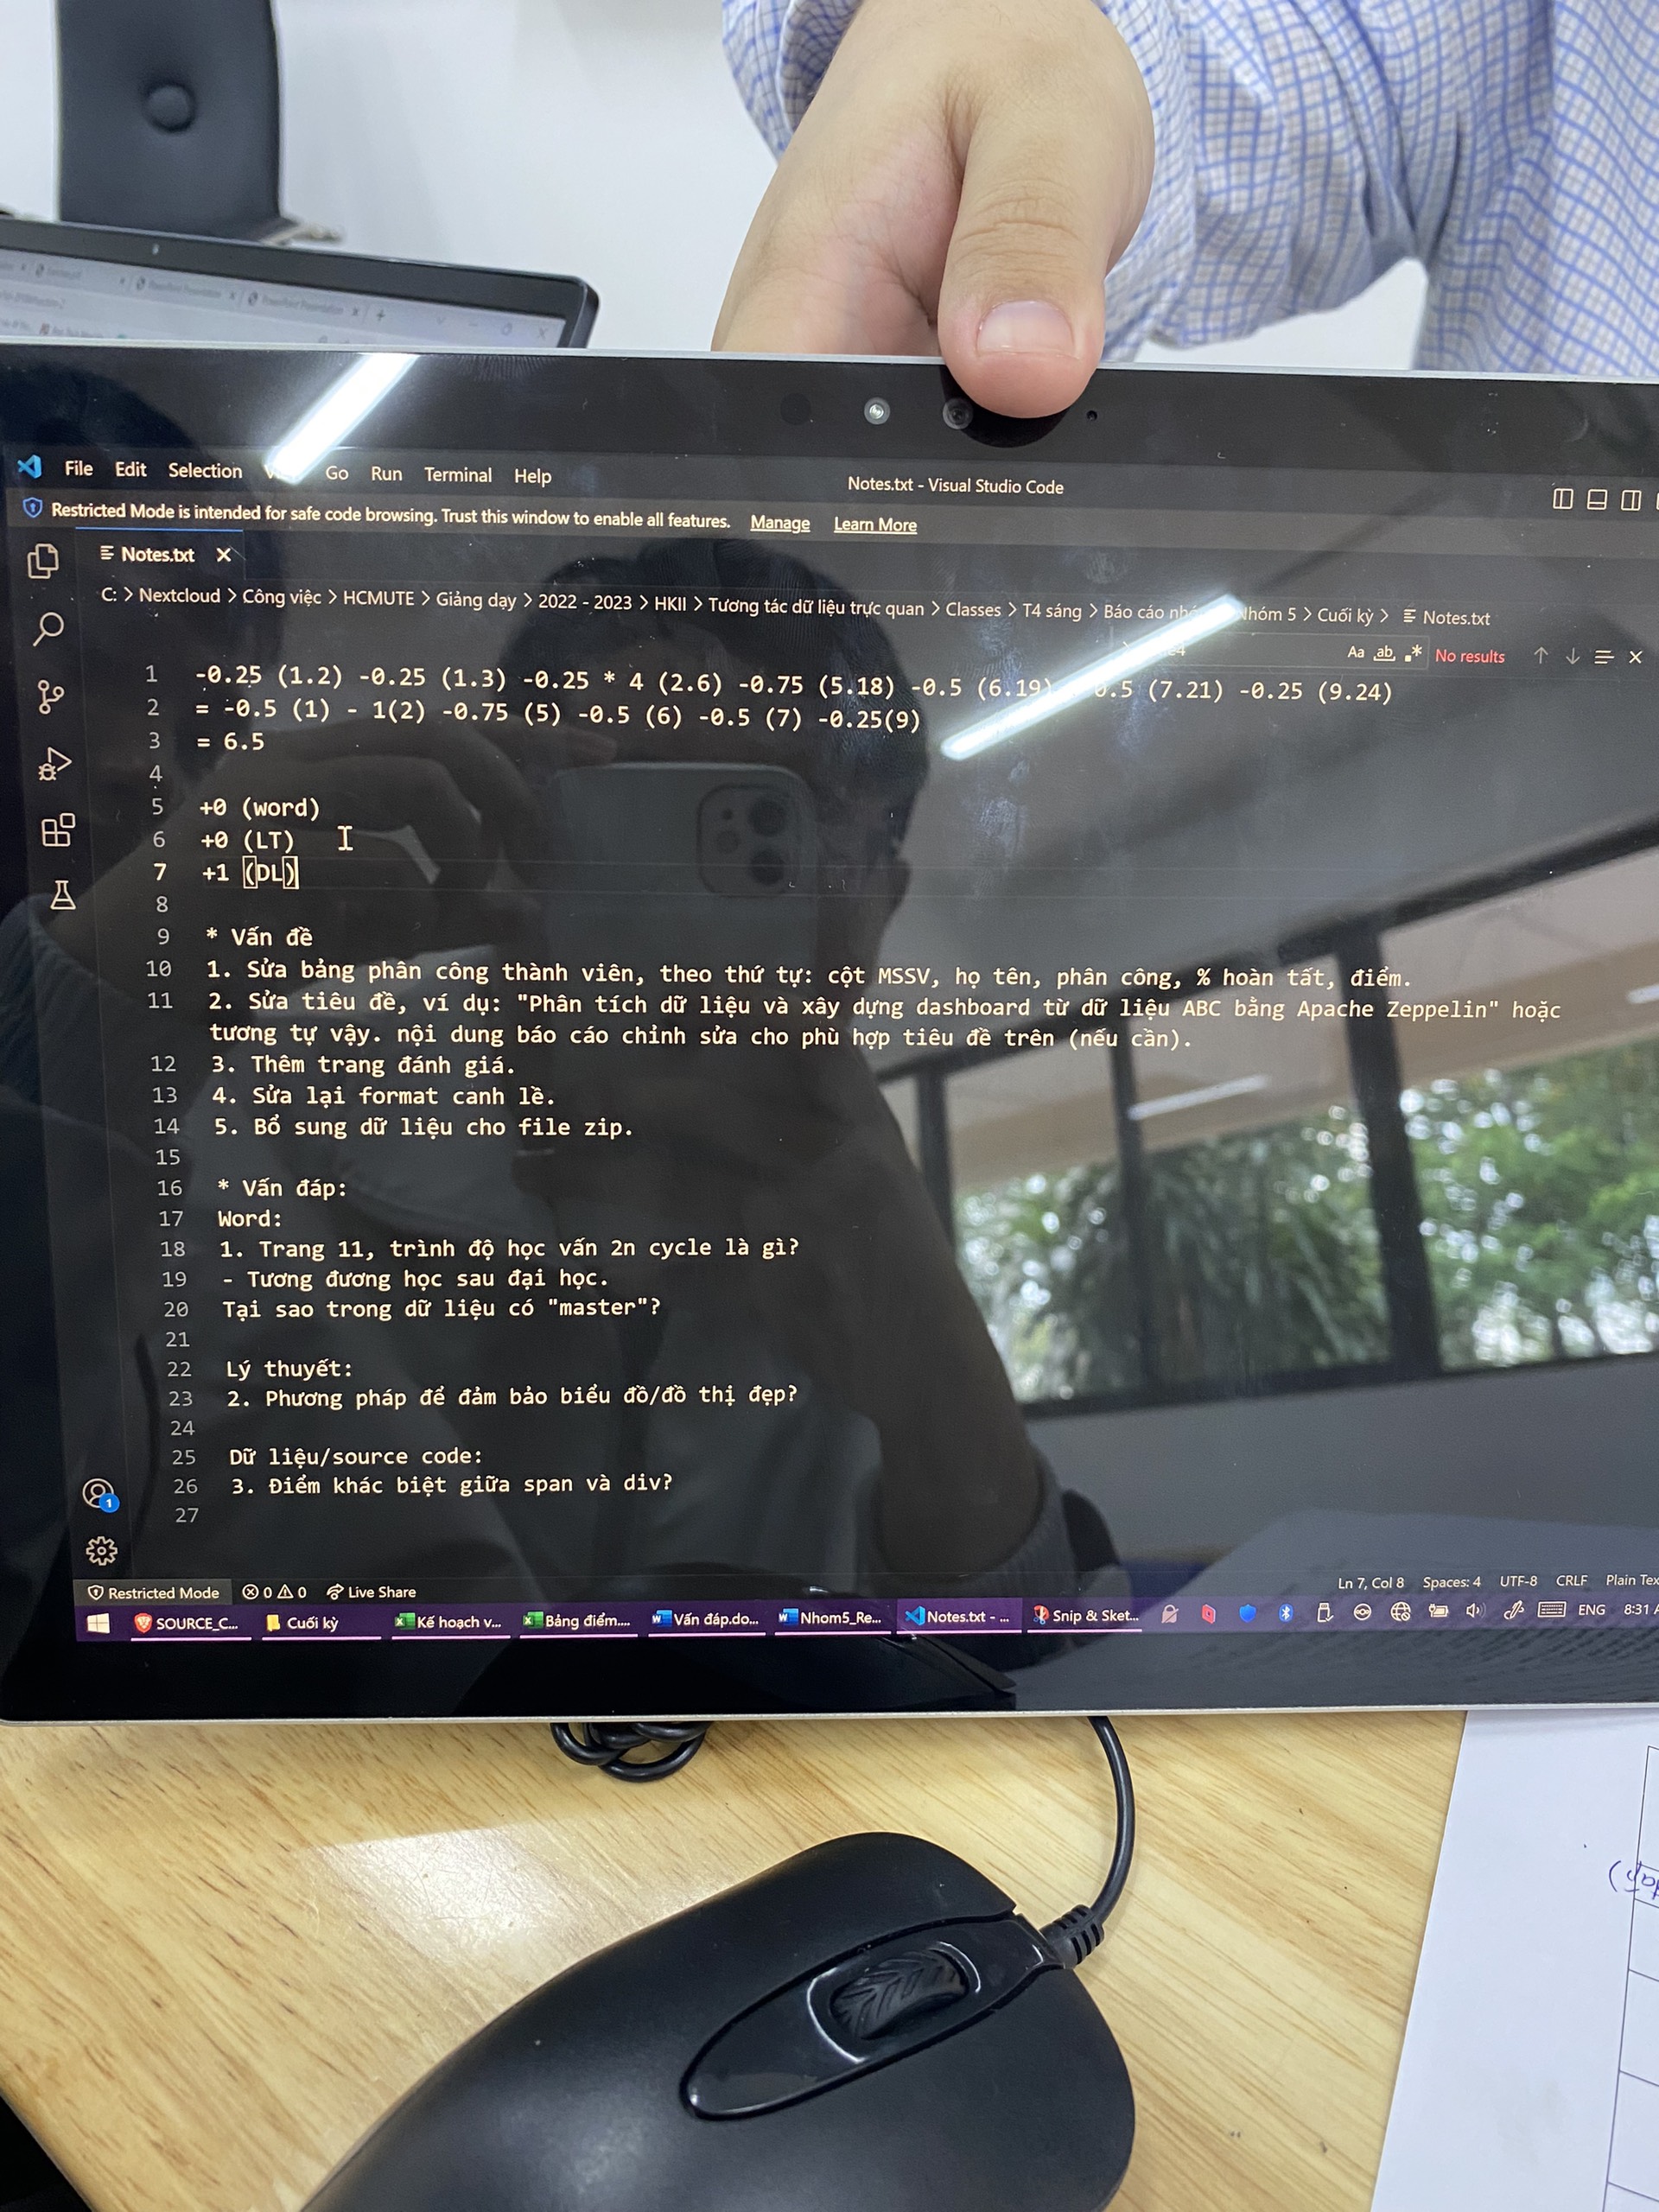 File Edit Selection Go Run Terminal Help
Notes.txt - Visual Studio Code
Restricted Mode is intended for safe code browsing. Trust this window to enable all features. Manage Learn More
Notes.txt
C: > Nextcloud > Công việc > HCMUTE > Giảng dạy > 2022 - 2023 > HKII > Tương tác dữ liệu trực quan > Classes > T4 sáng > Báo cáo Nhóm 5 > Cuối kỳ > Notes.txt
Aa ab No results
1 -0.25 (1.2) -0.25 (1.3) -0.25 * 4 (2.6) -0.75 (5.18) -0.5 (6.19) 0.5 (7.21) -0.25 (9.24)
2 = -0.5 (1) - 1(2) -0.75 (5) -0.5 (6) -0.5 (7) -0.25(9)
3 = 6.5
4
5 +0 (word)
6 +0 (LT)
7 +1 (DL)
8
9 * Vấn đề
10 1. Sửa bảng phân công thành viên, theo thứ tự: cột MSSV, họ tên, phân công, % hoàn tất, điểm.
11 2. Sửa tiêu đề, ví dụ: "Phân tích dữ liệu và xây dựng dashboard từ dữ liệu ABC bằng Apache Zeppelin" hoặc
tương tự vậy. nội dung báo cáo chỉnh sửa cho phù hợp tiêu đề trên (nếu cần).
12 3. Thêm trang đánh giá.
13 4. Sửa lại format canh lề.
14 5. Bổ sung dữ liệu cho file zip.
15
16 * Vấn đáp:
17 Word:
18 1. Trang 11, trình độ học vấn 2n cycle là gì?
19 - Tương đương học sau đại học.
20 Tại sao trong dữ liệu có "master"?
21
22 Lý thuyết:
23 2. Phương pháp để đảm bảo biểu đồ/đồ thị đẹp?
24
25 Dữ liệu/source code:
26 3. Điểm khác biệt giữa span và div?
27
1
Restricted Mode 0 0 Live Share
Ln 7, Col 8 Spaces: 4 UTF-8 CRLF Plain
SOURCE_C... Cuối kỳ Kế hoạch v... Bảng điểm.... Vấn đáp.do... Nhom5_Re... Notes.txt - ... Snip & Sket... ENG 8:31